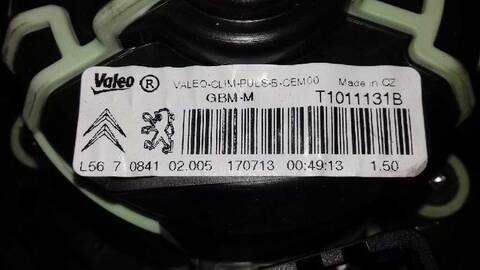 Valeo ® VALEO-CLIM-PULS-B-CEM00 Made in CZ
GBM-M T1011131B
L56 7 0841 02.005 170713 00:49:13 1.50